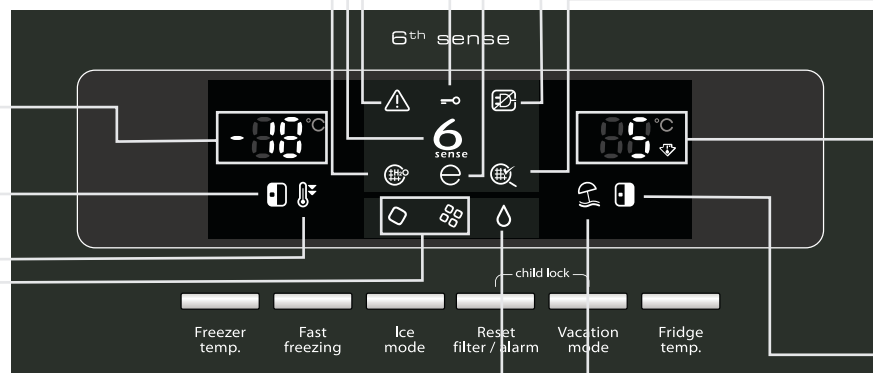 6th sense
-18 °C
6
sense
5 °C
child lock
Freezer
temp.
Fast
freezing
Ice
mode
Reset
filter / alarm
Vacation
mode
Fridge
temp.